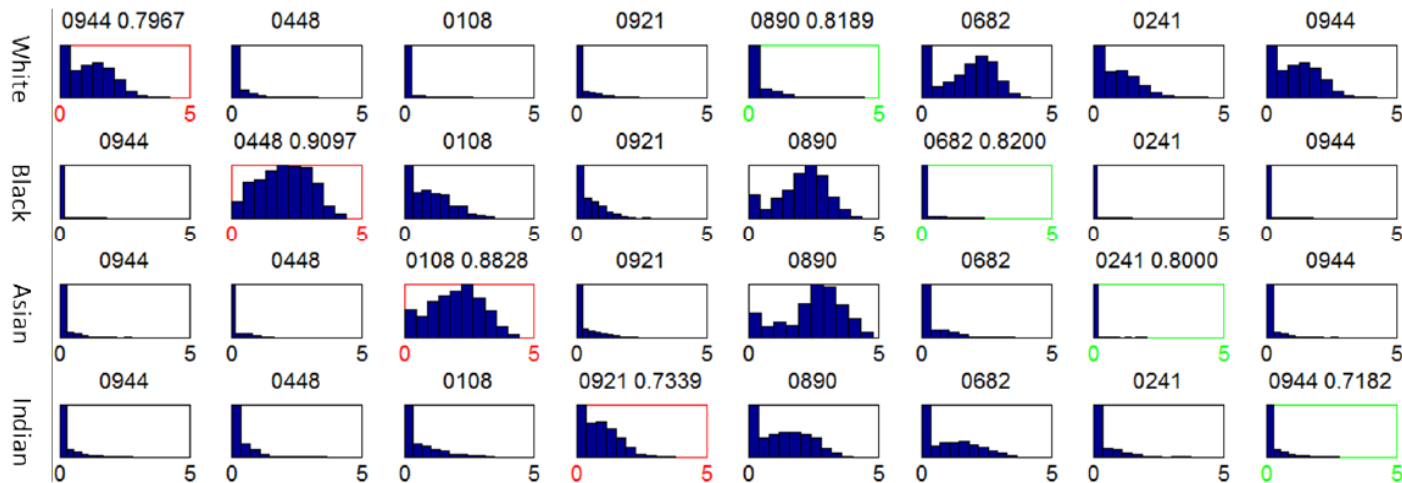 White
0944 0.7967 0448 0108 0921 0890 0.8189 0682 0241 0944
0 5 0 5 0 5 0 5 0 5 0 5 0 5 0 5
Black
0944 0448 0.9097 0108 0921 0890 0682 0.8200 0241 0944
0 5 0 5 0 5 0 5 0 5 0 5 0 5 0 5
Asian
0944 0448 0108 0.8828 0921 0890 0682 0241 0.8000 0944
0 5 0 5 0 5 0 5 0 5 0 5 0 5 0 5
Indian
0944 0448 0108 0921 0.7339 0890 0682 0241 0944 0.7182
0 5 0 5 0 5 0 5 0 5 0 5 0 5 0 5